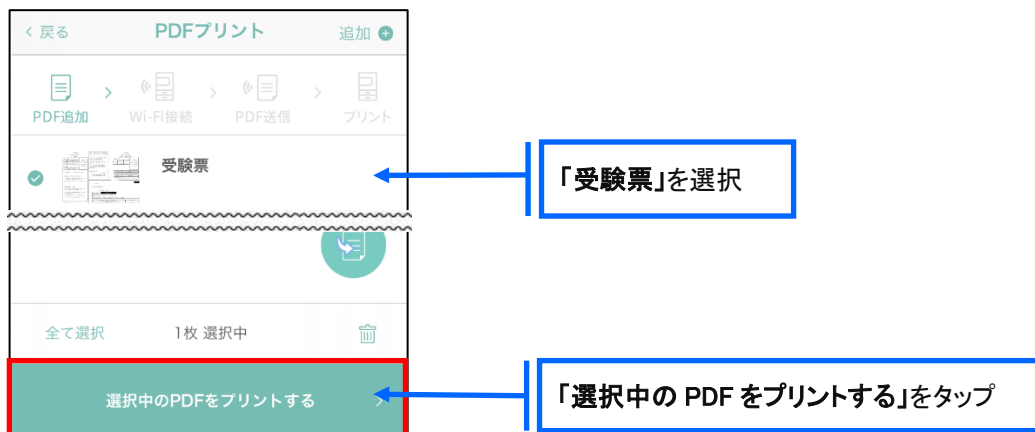 戻る PDFプリント 追加
PDF追加 Wi-Fi接続 PDF送信 プリント
受験票
「受験票」を選択
全て選択 1枚 選択中
選択中のPDFをプリントする
「選択中の PDF をプリントする」をタップ